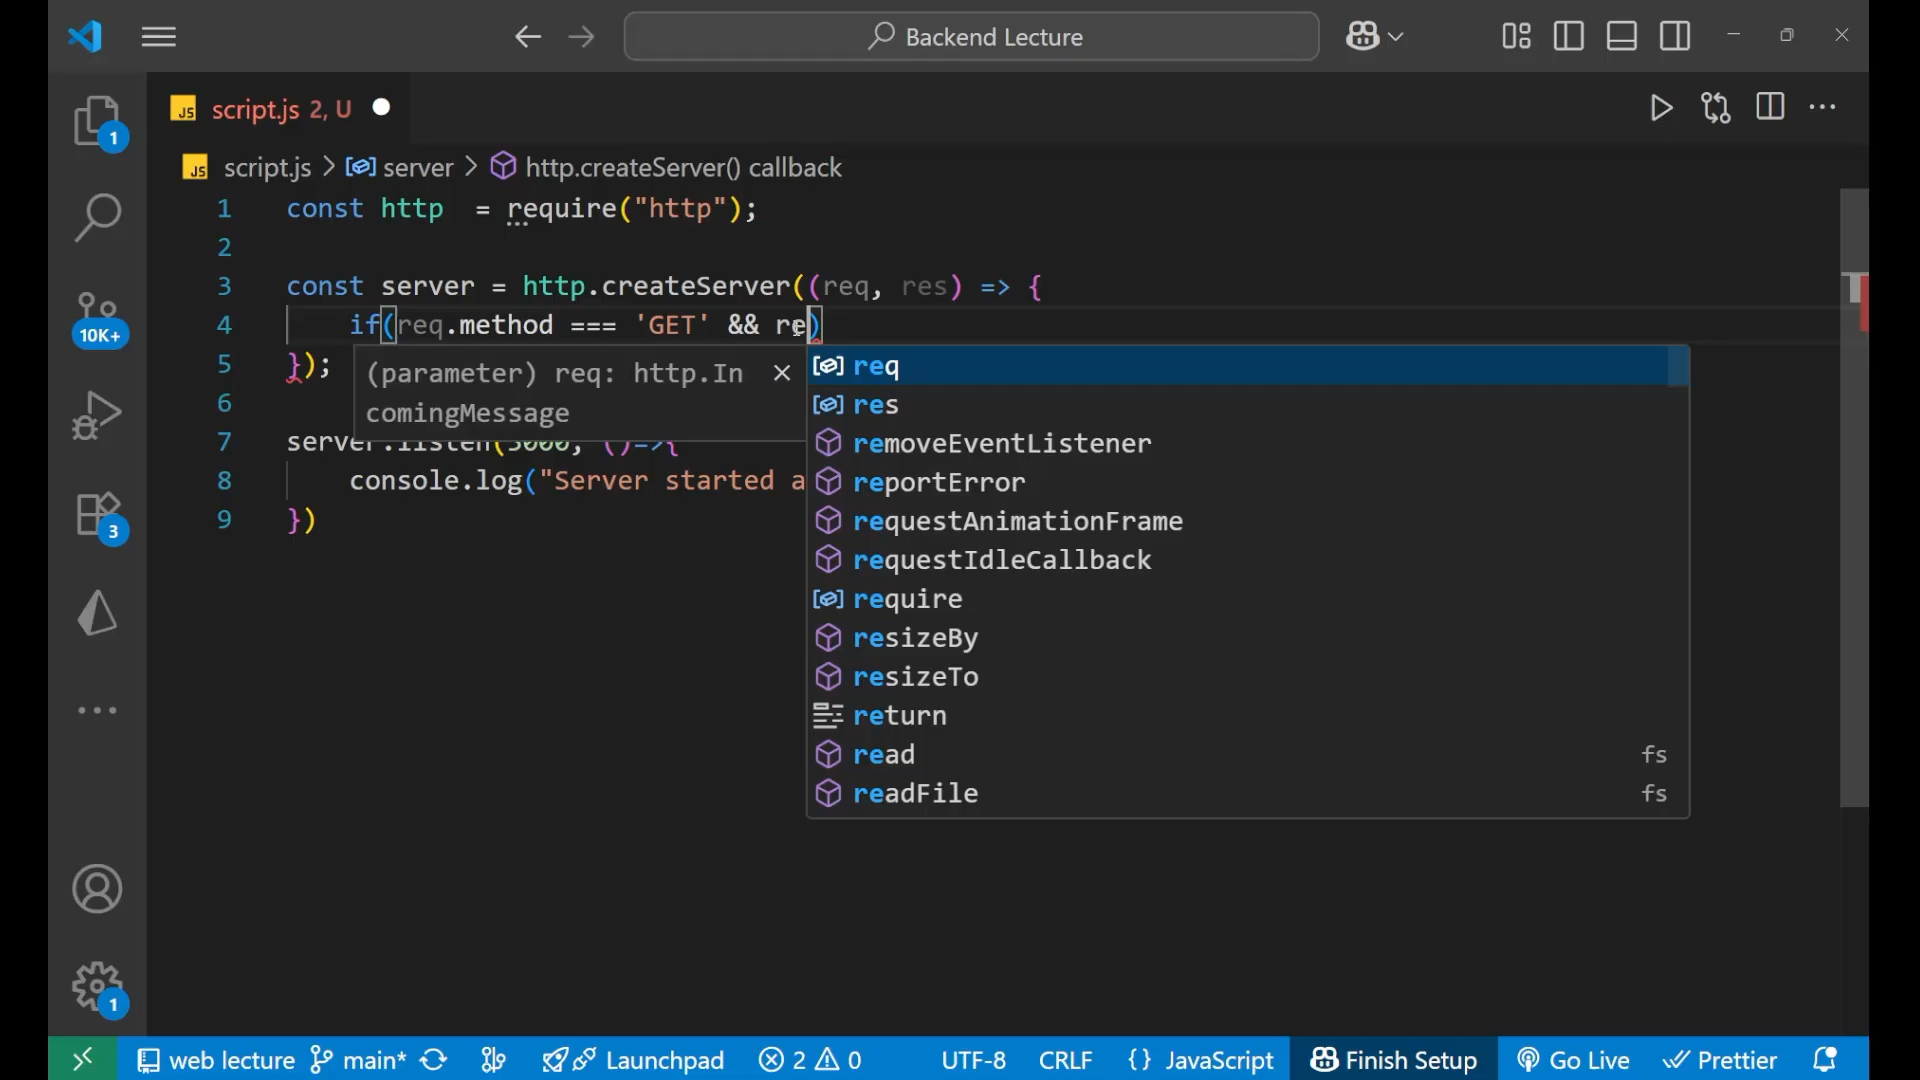 Backend Lecture
JS script.js 2, U
JS script.js > server > http.createServer() callback
1 const http  = require("http");
2
3 const server = http.createServer((req, res) => {
4 if(req.method === 'GET' && re)
5 });
6
7 server.listen(3000, ()=>{
8 console.log("Server started a
9 })
(parameter) req: http.In
comingMessage
req
res
removeEventListener
reportError
requestAnimationFrame
requestIdleCallback
require
resizeBy
resizeTo
return
read fs
readFile fs
1
10K+
3
1
web lecture main* Launchpad 2 0 UTF-8 CRLF {} JavaScript Finish Setup Go Live Prettier